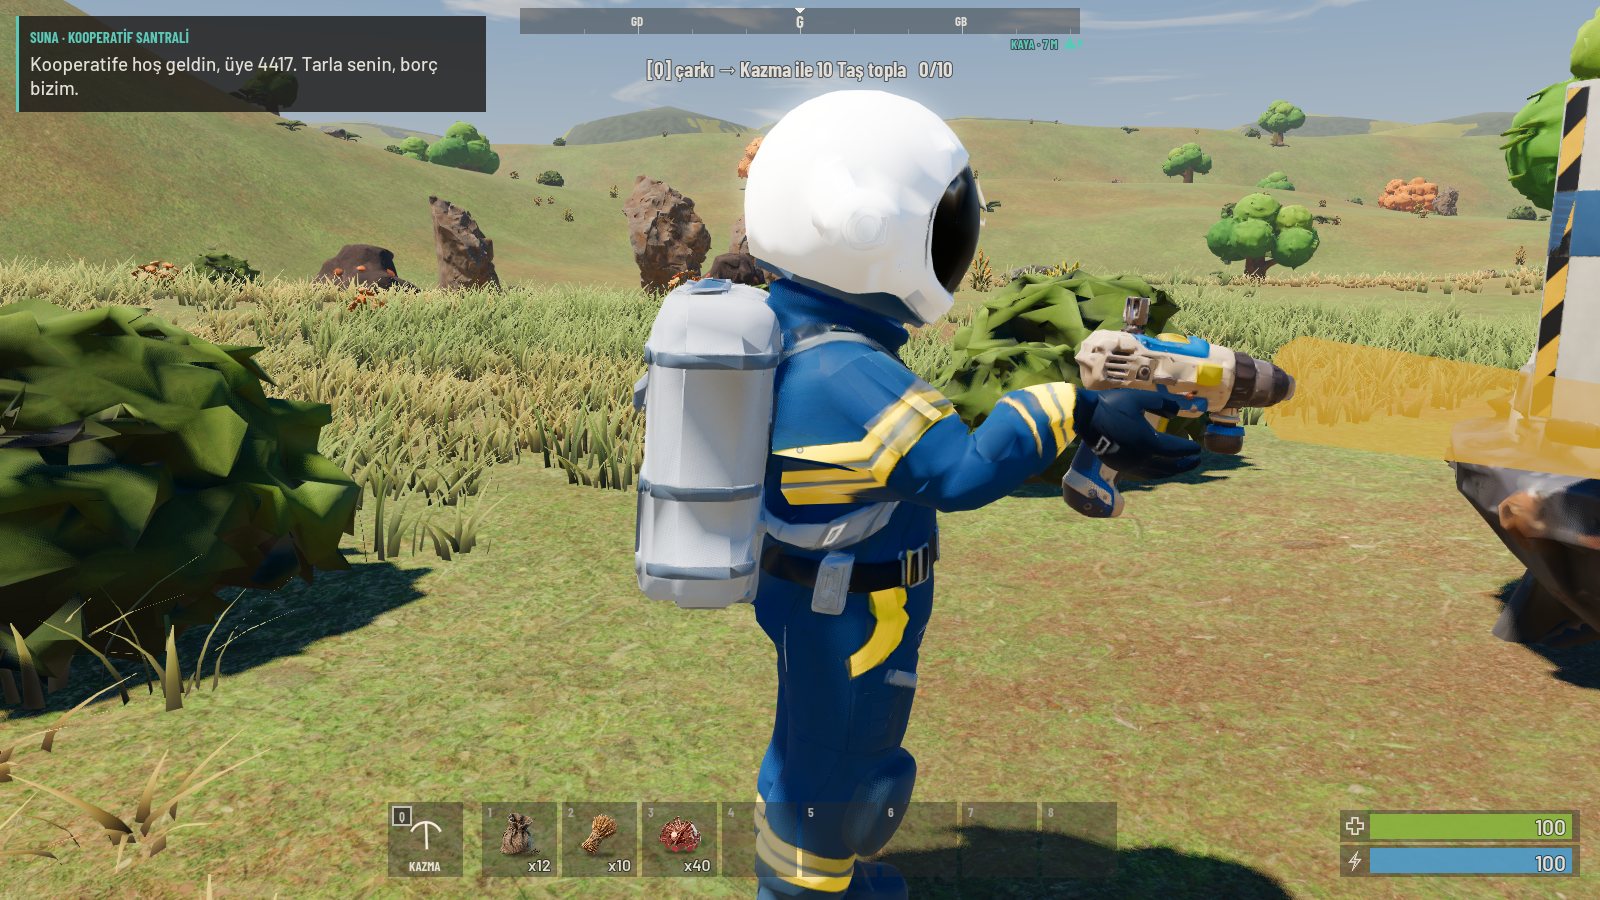 SUNA · KOOPERATİF SANTRALİ
Kooperatife hoş geldin, üye 4417. Tarla senin, borç
bizim.
GD G GB
KAYA · 7 M
[Q] çarkı → Kazma ile 10 Taş topla 0/10
Q
KAZMA
1 x12
2 x10
3 x40
4
5
6
7
8
100
100